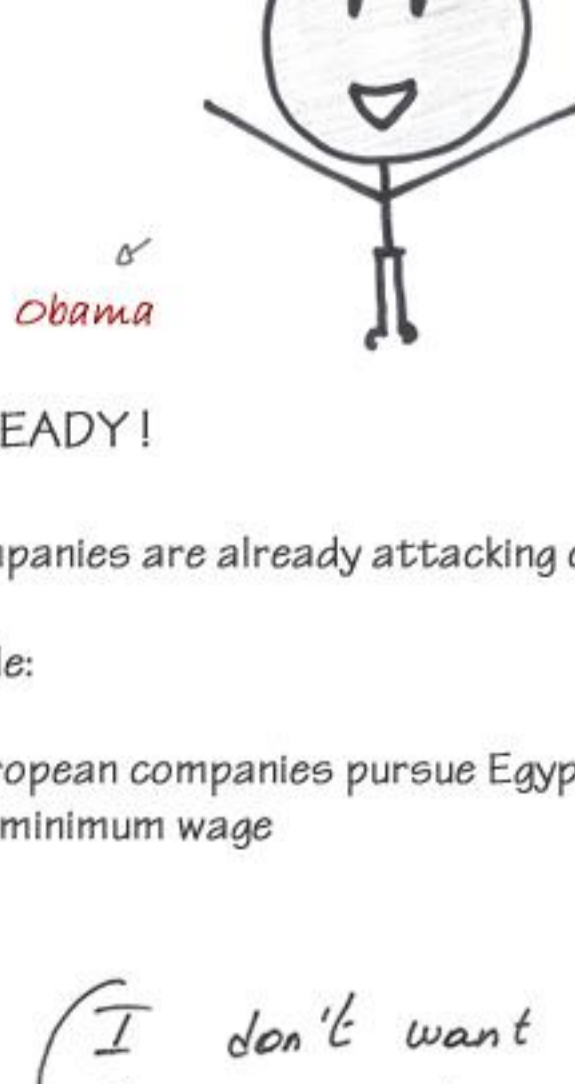 Obama
EADY!
panies are already attacking
le:
ropean companies pursue Egyp
minimum wage
I don't want